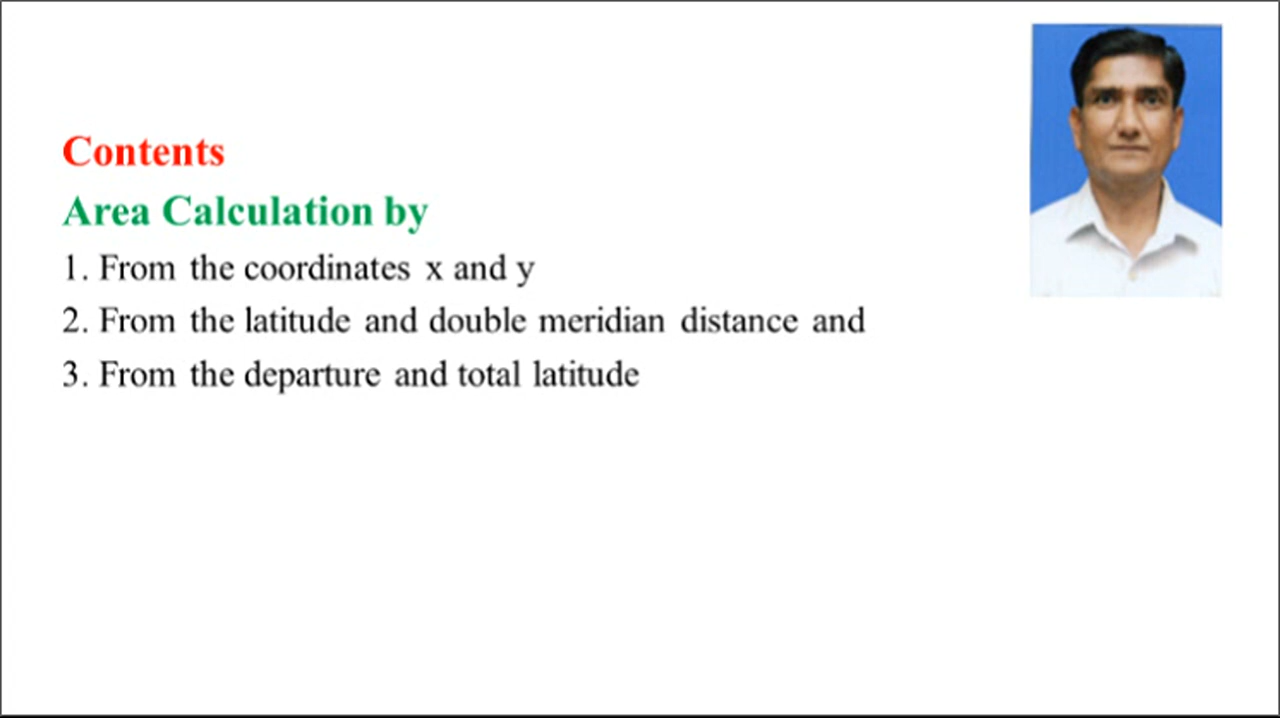 Contents
Area Calculation by
1. From the coordinates x and y
2. From the latitude and double meridian distance and
3. From the departure and total latitude